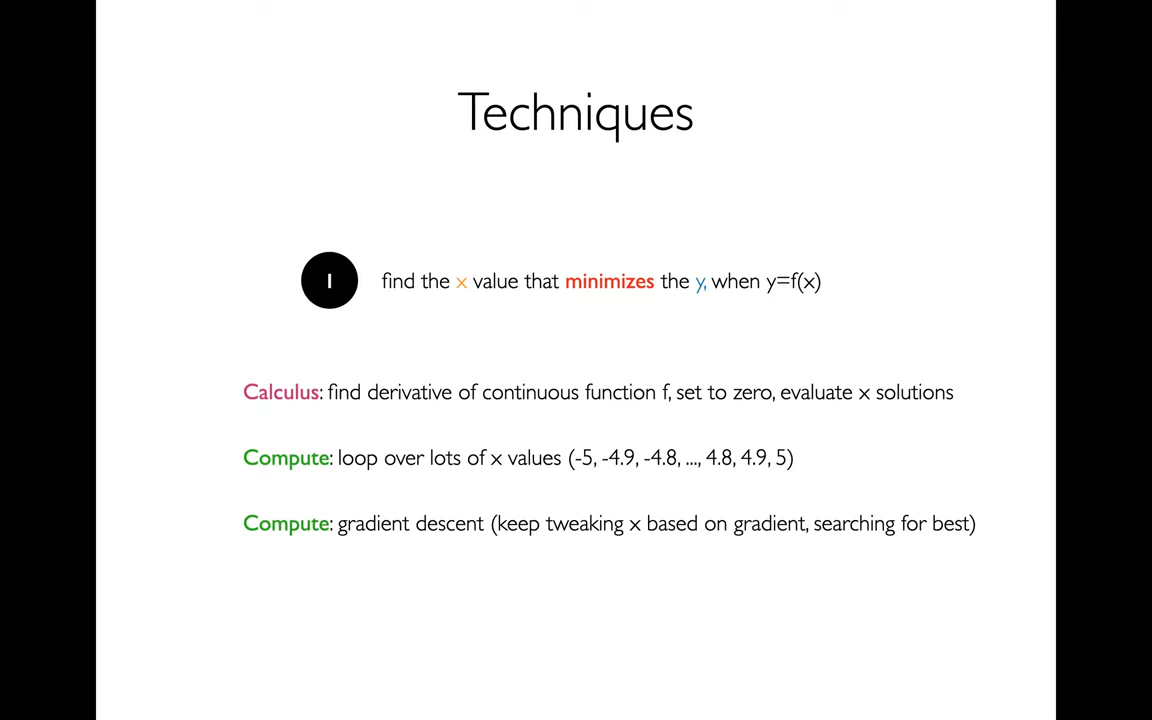 Techniques
1 find the x value that minimizes the y, when y=f(x)
Calculus: find derivative of continuous function f, set to zero, evaluate x solutions
Compute: loop over lots of x values (-5, -4.9, -4.8, ..., 4.8, 4.9, 5)
Compute: gradient descent (keep tweaking x based on gradient, searching for best)